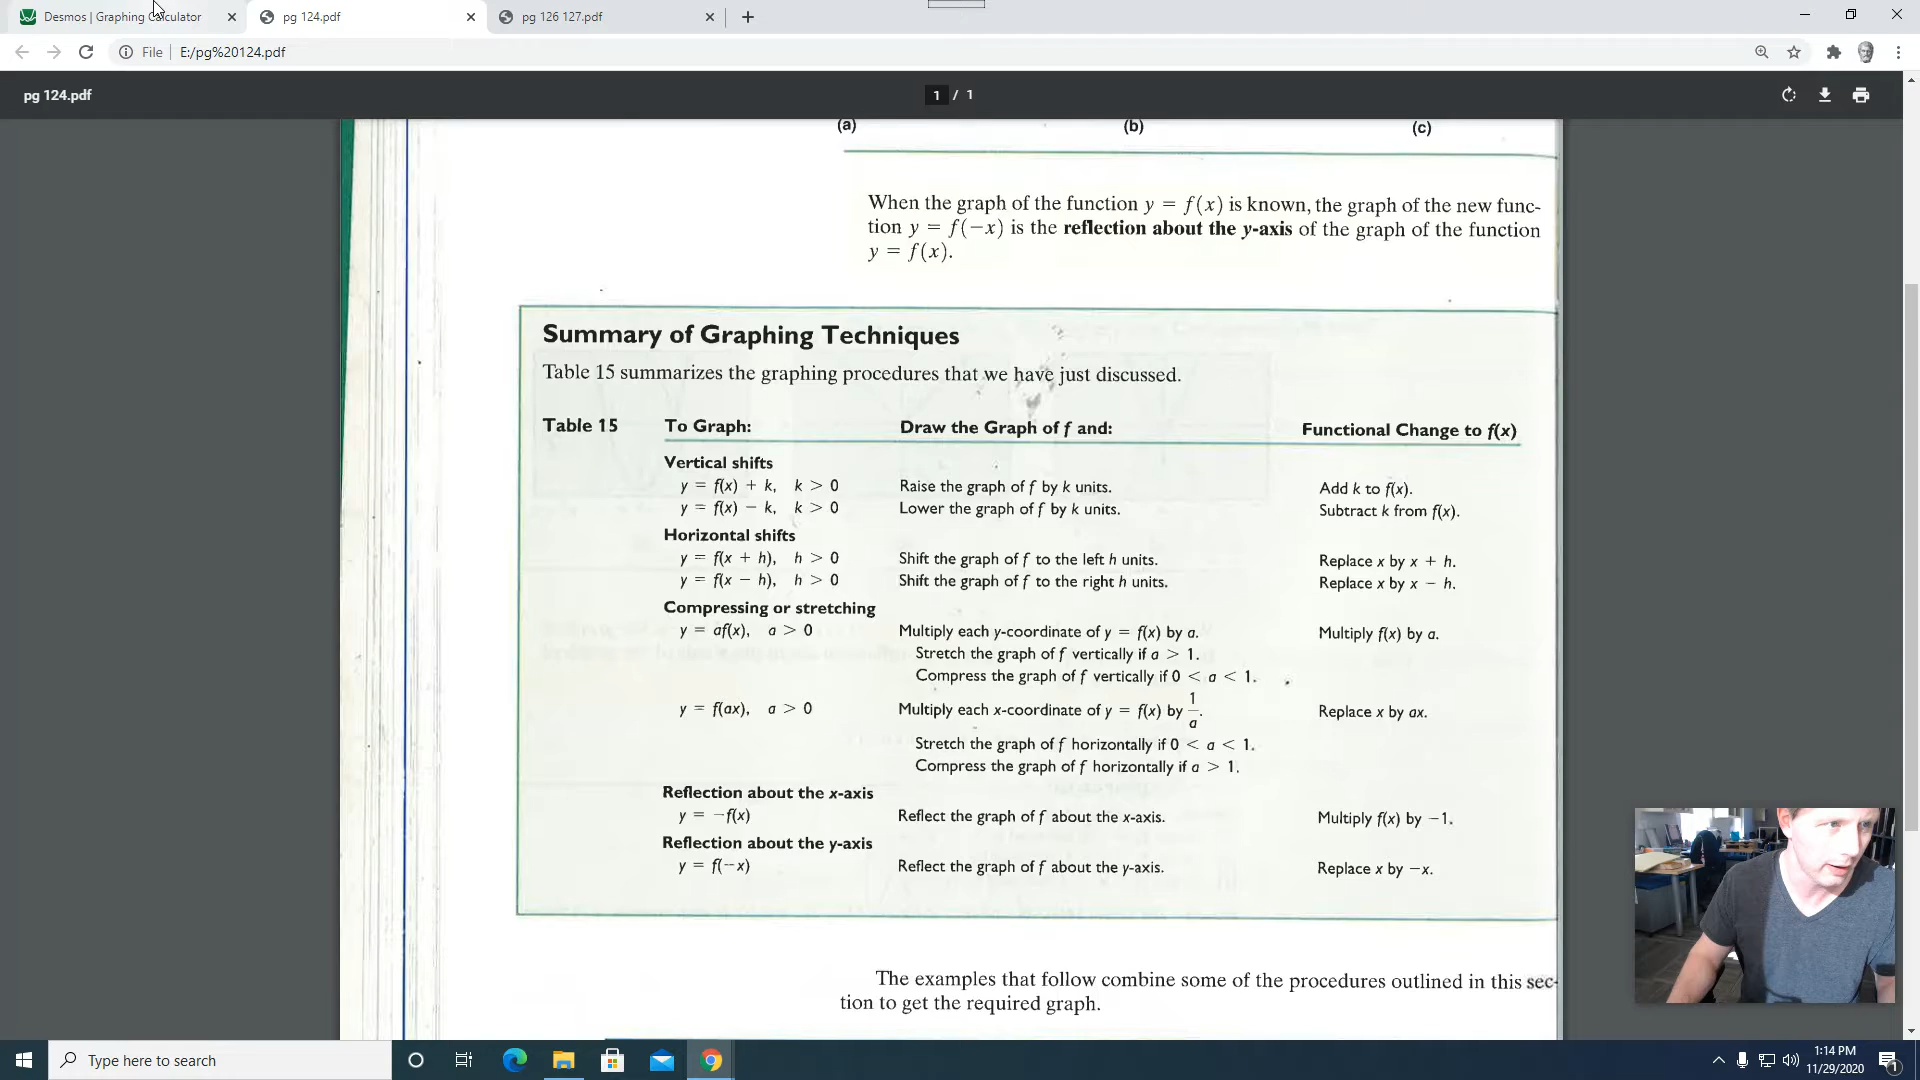 Desmos | Graphing Calculator
pg 124.pdf
pg 126 127.pdf
File
E:/pg%20124.pdf
pg 124.pdf
1 / 1
(a) (b) (c)
When the graph of the function y = f(x) is known, the graph of the new func-
tion y = f(−x) is the reflection about the y-axis of the graph of the function
y = f(x).
Summary of Graphing Techniques
Table 15 summarizes the graphing procedures that we have just discussed.
Table 15 To Graph: Draw the Graph of f and: Functional Change to f(x)
Vertical shifts
y = f(x) + k, k > 0 Raise the graph of f by k units. Add k to f(x).
y = f(x) − k, k > 0 Lower the graph of f by k units. Subtract k from f(x).
Horizontal shifts
y = f(x + h), h > 0 Shift the graph of f to the left h units. Replace x by x + h.
y = f(x − h), h > 0 Shift the graph of f to the right h units. Replace x by x − h.
Compressing or stretching
y = af(x), a > 0 Multiply each y-coordinate of y = f(x) by a. Multiply f(x) by a.
Stretch the graph of f vertically if a > 1.
Compress the graph of f vertically if 0 < a < 1.
y = f(ax), a > 0 Multiply each x-coordinate of y = f(x) by 1/a. Replace x by ax.
Stretch the graph of f horizontally if 0 < a < 1.
Compress the graph of f horizontally if a > 1.
Reflection about the x-axis
y = −f(x) Reflect the graph of f about the x-axis. Multiply f(x) by −1.
Reflection about the y-axis
y = f(−x) Reflect the graph of f about the y-axis. Replace x by −x.
The examples that follow combine some of the procedures outlined in this sec-
tion to get the required graph.
Type here to search
1:14 PM
11/29/2020
1